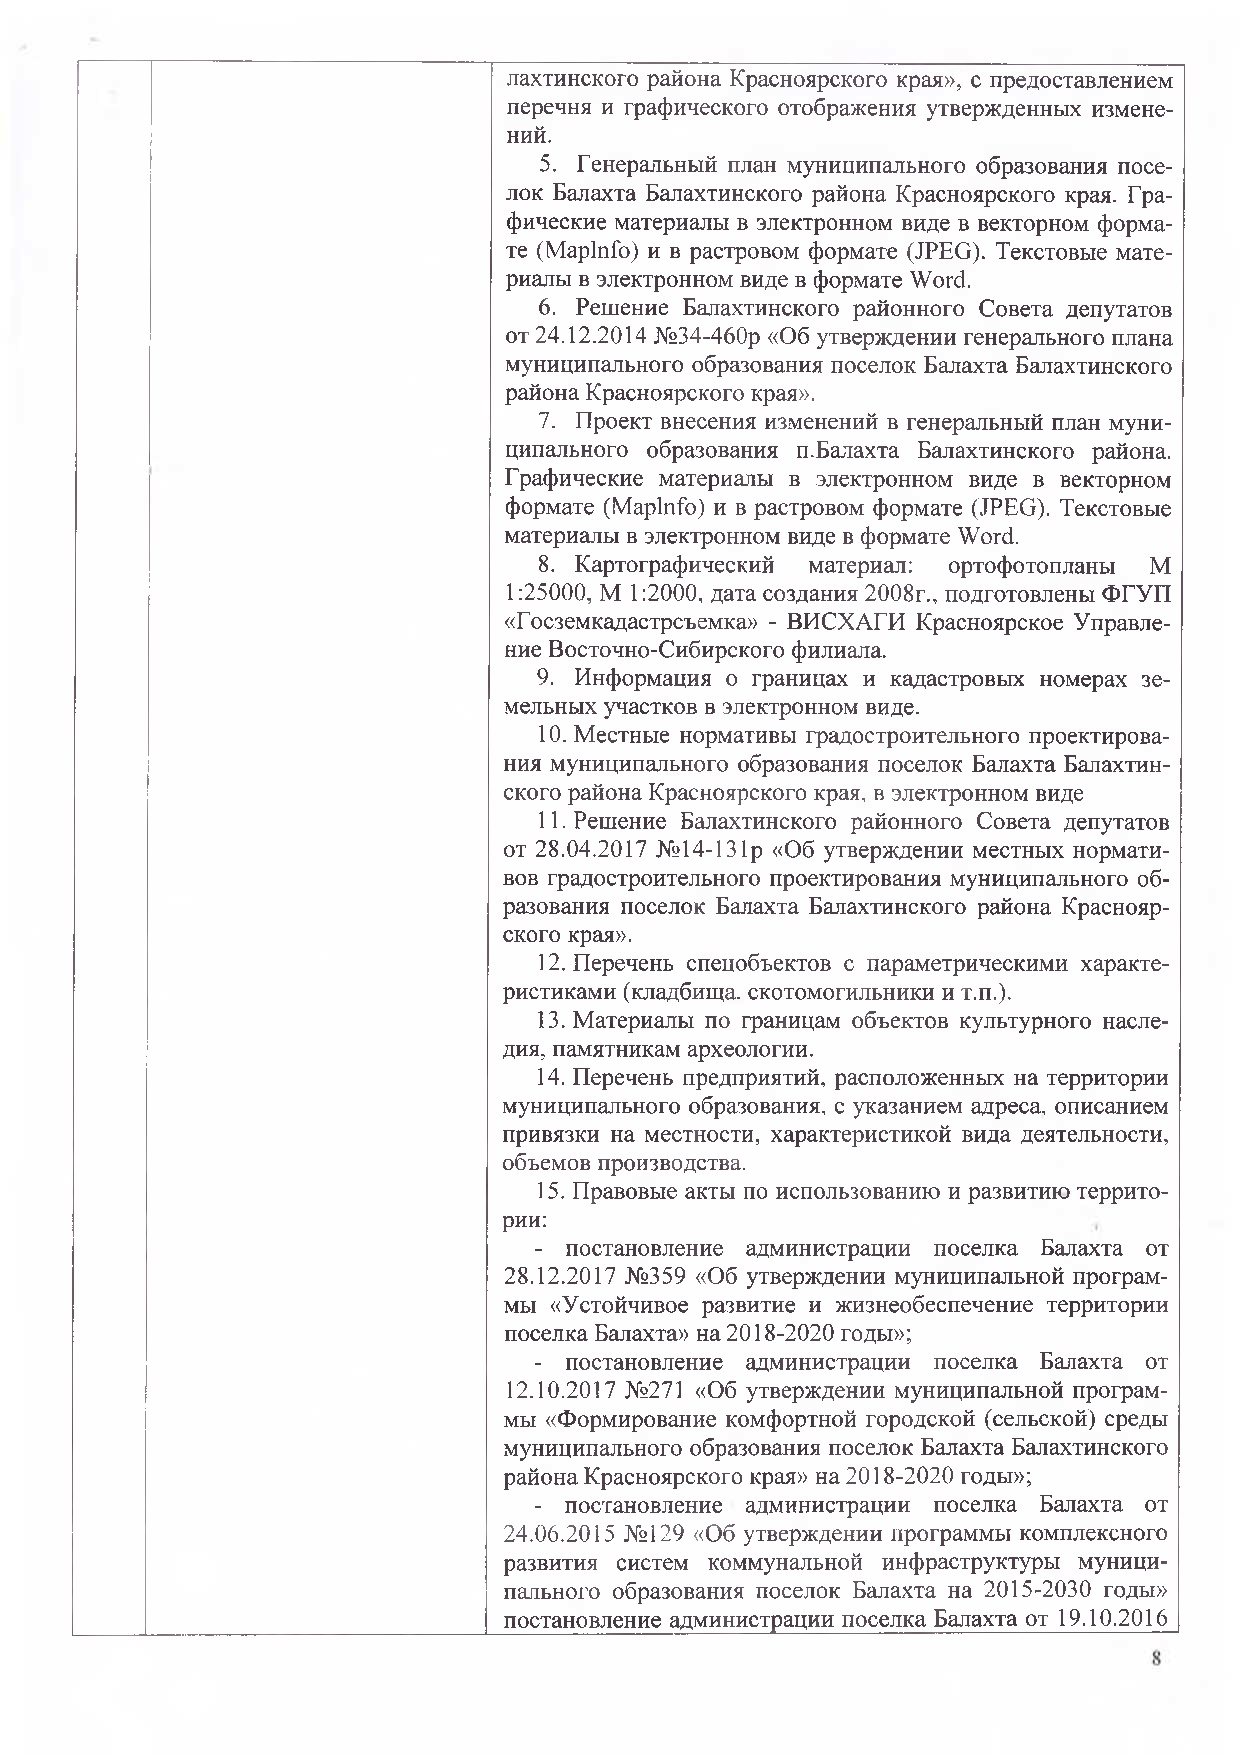 лахтинского района Красноярского края», с предоставлением
перечня и графического отображения утвержденных измене-
ний.
5. Генеральный план муниципального образования посе-
лок Балахта Балахтинского района Красноярского края. Гра-
фические материалы в электронном виде в векторном форма-
те (MapInfo) и в растровом формате (JPEG). Текстовые мате-
риалы в электронном виде в формате Word.
6. Решение Балахтинского районного Совета депутатов
от 24.12.2014 №34-460р «Об утверждении генерального плана
муниципального образования поселок Балахта Балахтинского
района Красноярского края».
7. Проект внесения изменений в генеральный план муни-
ципального образования п.Балахта Балахтинского района.
Графические материалы в электронном виде в векторном
формате (MapInfo) и в растровом формате (JPEG). Текстовые
материалы в электронном виде в формате Word.
8. Картографический материал: ортофотопланы М
1:25000, М 1:2000, дата создания 2008г., подготовлены ФГУП
«Госземкадастрсъемка» - ВИСХАГИ Красноярское Управле-
ние Восточно-Сибирского филиала.
9. Информация о границах и кадастровых номерах зе-
мельных участков в электронном виде.
10. Местные нормативы градостроительного проектирова-
ния муниципального образования поселок Балахта Балахтин-
ского района Красноярского края, в электронном виде
11. Решение Балахтинского районного Совета депутатов
от 28.04.2017 №14-131р «Об утверждении местных нормати-
вов градостроительного проектирования муниципального об-
разования поселок Балахта Балахтинского района Краснояр-
ского края».
12. Перечень спецобъектов с параметрическими характе-
ристиками (кладбища. скотомогильники и т.п.).
13. Материалы по границам объектов культурного насле-
дия, памятникам археологии.
14. Перечень предприятий, расположенных на территории
муниципального образования, с указанием адреса, описанием
привязки на местности, характеристикой вида деятельности,
объемов производства.
15. Правовые акты по использованию и развитию террито-
рии:
- постановление администрации поселка Балахта от
28.12.2017 №359 «Об утверждении муниципальной програм-
мы «Устойчивое развитие и жизнеобеспечение территории
поселка Балахта» на 2018-2020 годы»;
- постановление администрации поселка Балахта от
12.10.2017 №271 «Об утверждении муниципальной програм-
мы «Формирование комфортной городской (сельской) среды
муниципального образования поселок Балахта Балахтинского
района Красноярского края» на 2018-2020 годы»;
- постановление администрации поселка Балахта от
24.06.2015 №129 «Об утверждении программы комплексного
развития систем коммунальной инфраструктуры муници-
пального образования поселок Балахта на 2015-2030 годы»
постановление администрации поселка Балахта от 19.10.2016
8